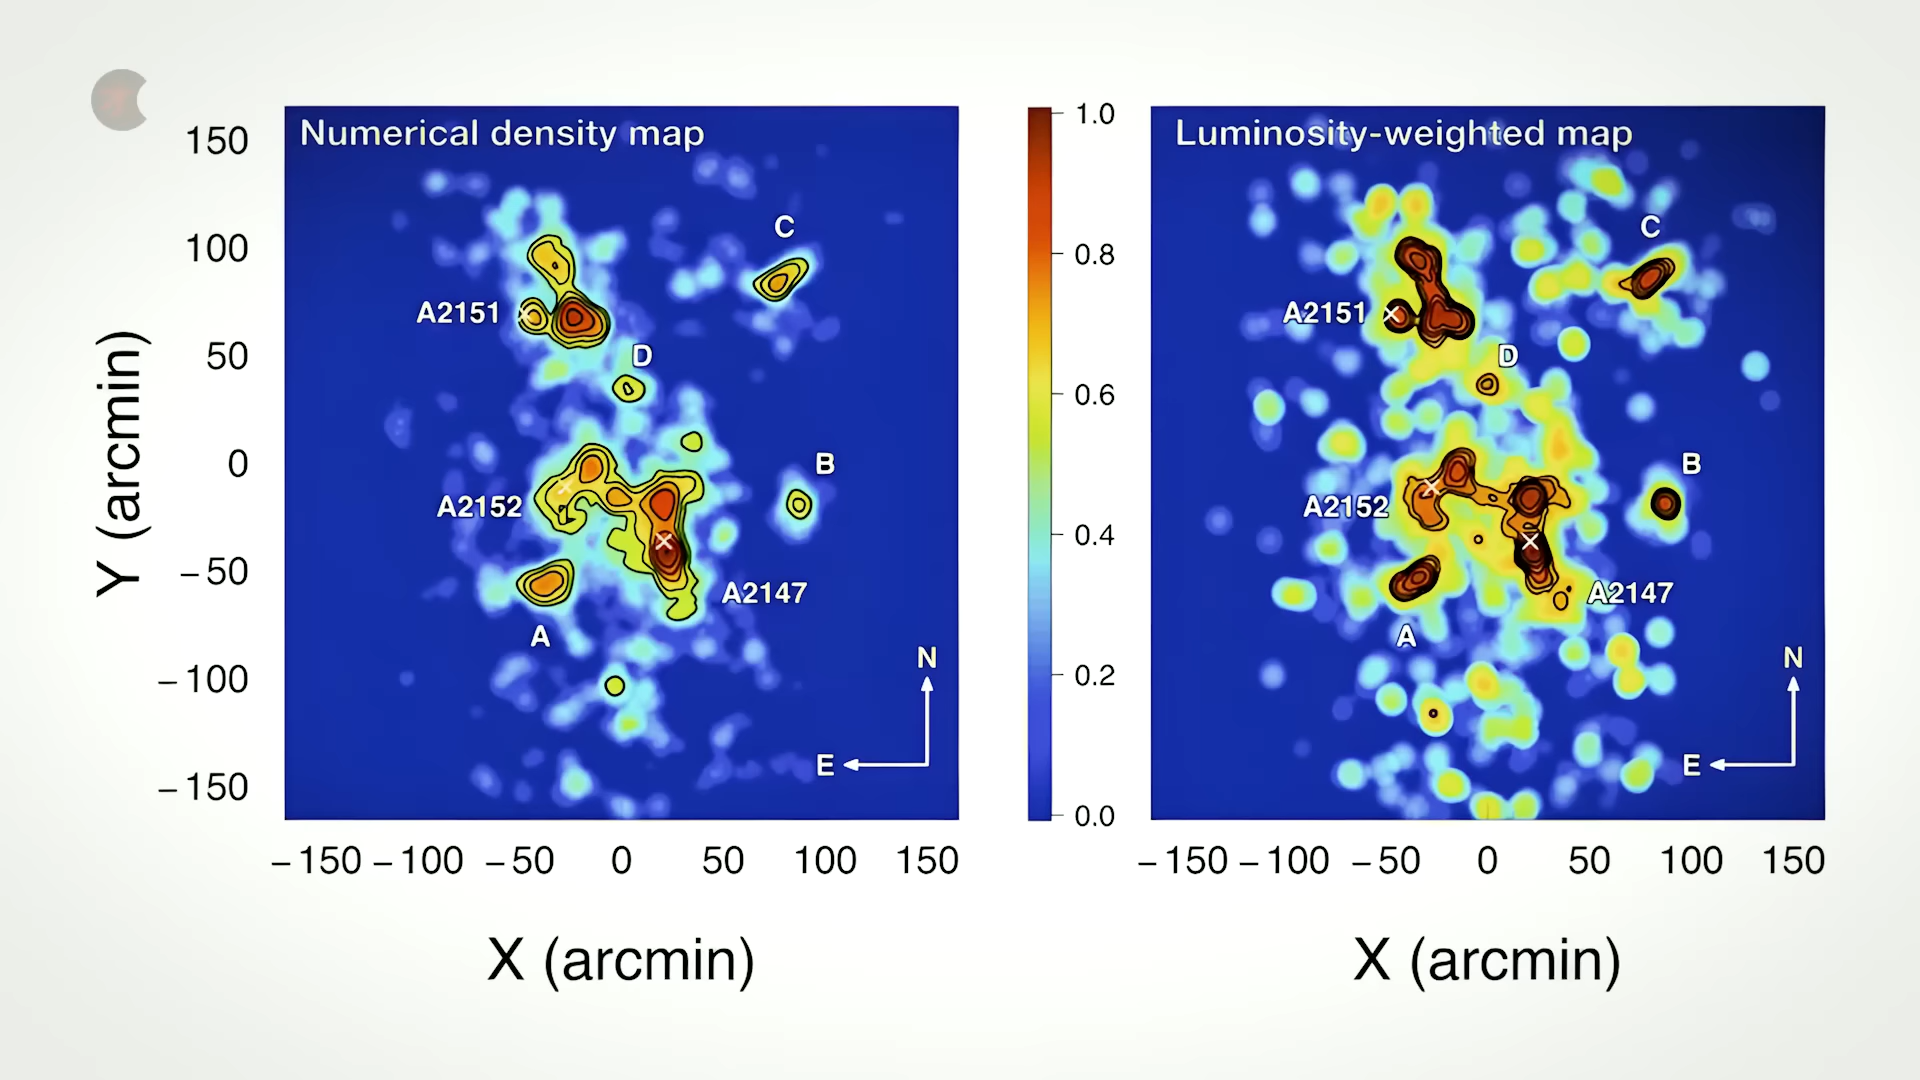 Numerical density map
C
A2151
D
B
A2152
A2147
A
N
E
Y (arcmin)
150
100
50
0
−50
−100
−150
−150 −100 −50 0 50 100 150
X (arcmin)
1.0
0.8
0.6
0.4
0.2
0.0
Luminosity-weighted map
C
A2151
D
B
A2152
A2147
A
N
E
−150 −100 −50 0 50 100 150
X (arcmin)